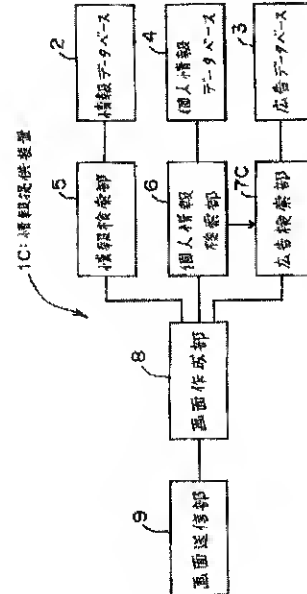 1C:情報提供装置
2
情報データベース
4
個人情報
データベース
3
広告データベース
5
情報検索部
6
個人情報
検索部
7C
広告検索部
8
画面作成部
9
画面送信部